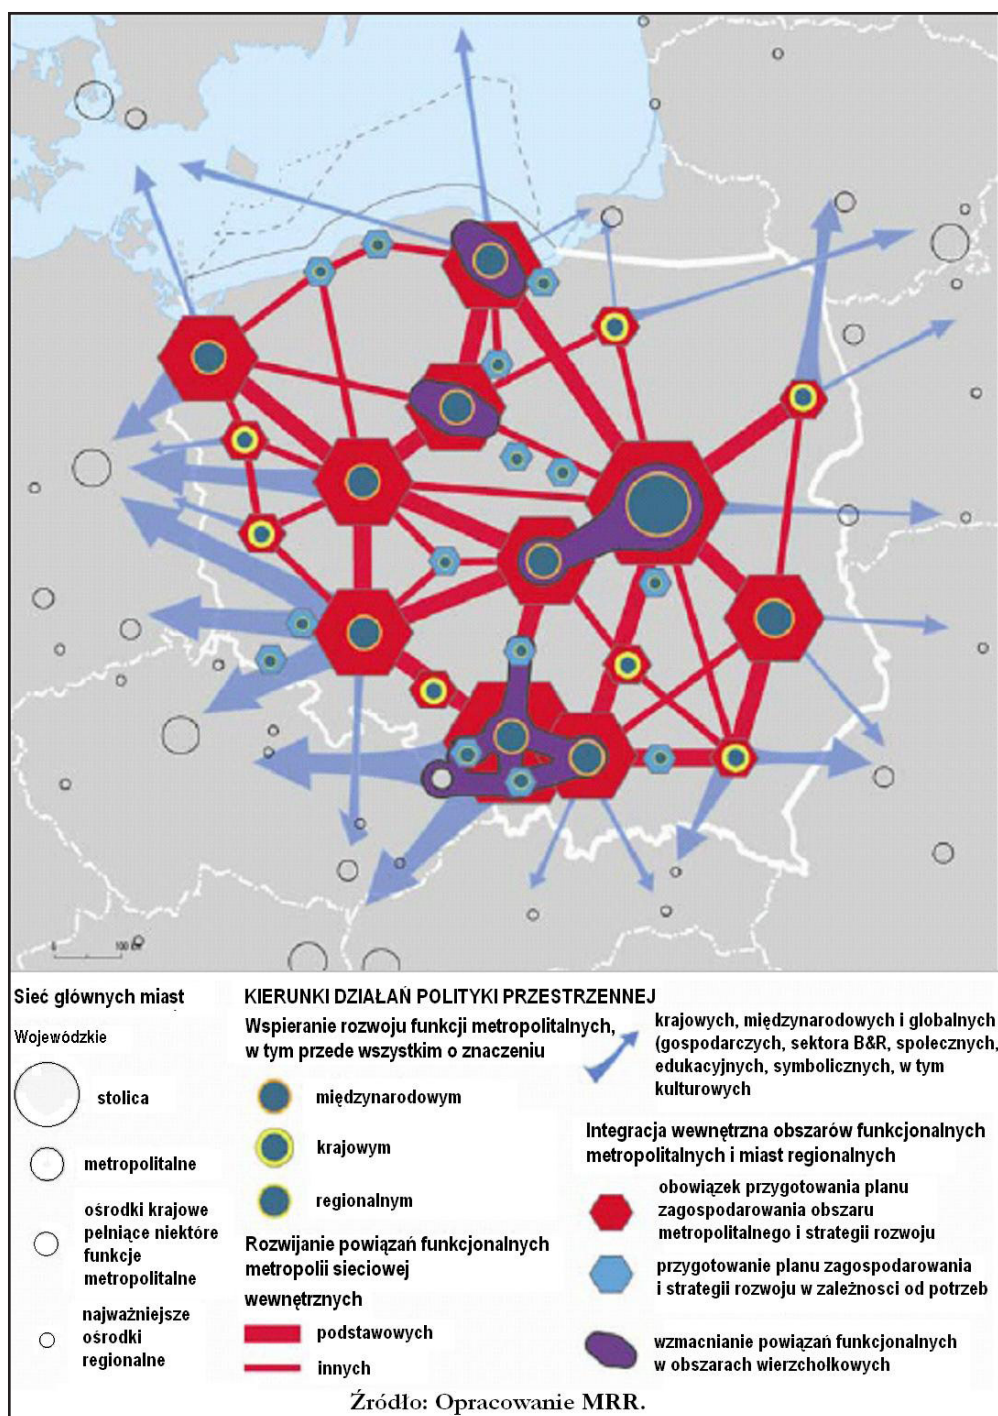 0 100 km
Sieć głównych miast
Wojewódzkie
stolica
metropolitalne
ośrodki krajowe
pełniące niektóre
funkcje
metropolitalne
najważniejsze
ośrodki
regionalne
KIERUNKI DZIAŁAŃ POLITYKI PRZESTRZENNEJ
Wspieranie rozwoju funkcji metropolitalnych,
w tym przede wszystkim o znaczeniu
międzynarodowym
krajowym
regionalnym
Rozwijanie powiązań funkcjonalnych
metropolii sieciowej
wewnętrznych
podstawowych
innych
krajowych, międzynarodowych i globalnych
(gospodarczych, sektora B&R, społecznych,
edukacyjnych, symbolicznych, w tym
kulturowych
Integracja wewnętrzna obszarów funkcjonalnych
metropolitalnych i miast regionalnych
obowiązek przygotowania planu
zagospodarowania obszaru
metropolitalnego i strategii rozwoju
przygotowanie planu zagospodarowania
i strategii rozwoju w zależnosci od potrzeb
wzmacnianie powiązań funkcjonalnych
w obszarach wierzchołkowych
Źródło: Opracowanie MRR.